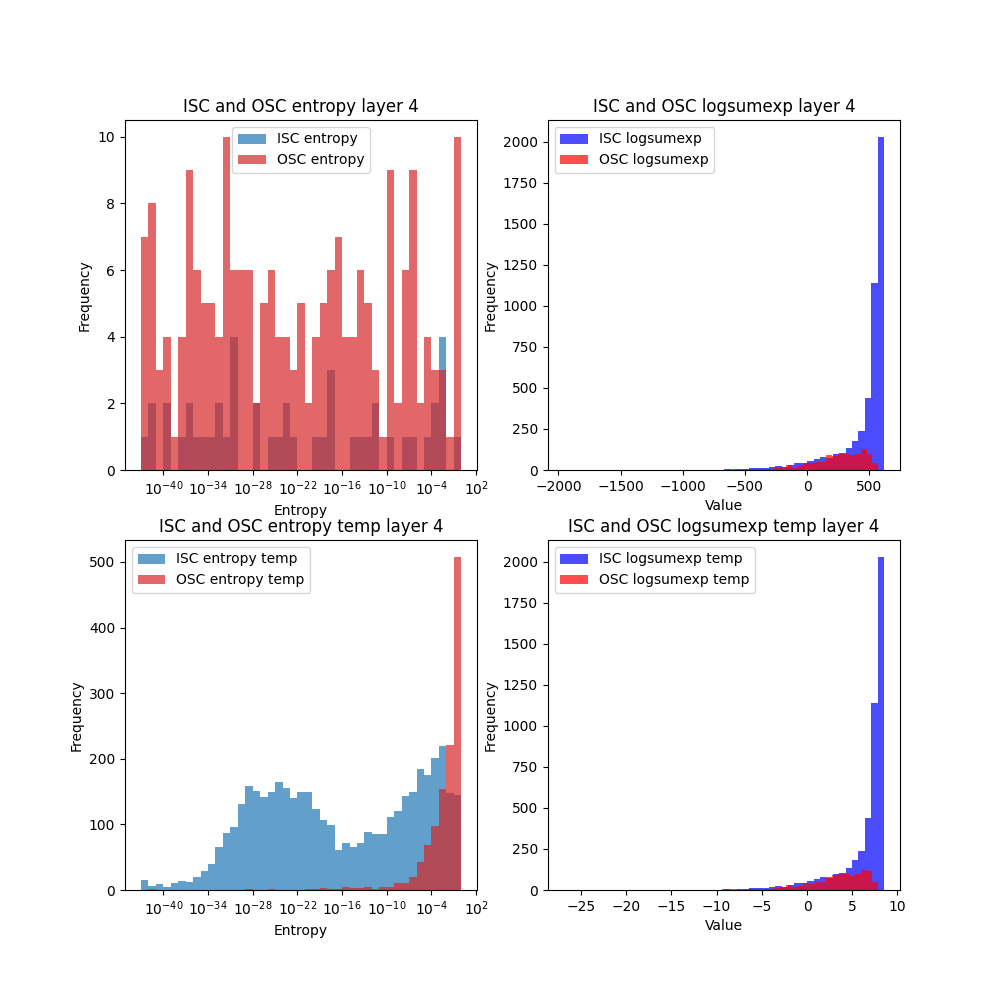 ISC and OSC entropy layer 4
ISC entropy
OSC entropy
Frequency
10
8
6
4
2
0
10⁻⁴⁰ 10⁻³⁴ 10⁻²⁸ 10⁻²² 10⁻¹⁶ 10⁻¹⁰ 10⁻⁴ 10²
Entropy
ISC and OSC logsumexp layer 4
ISC logsumexp
OSC logsumexp
Frequency
2000
1750
1500
1250
1000
750
500
250
0
−2000 −1500 −1000 −500 0 500
Value
ISC and OSC entropy temp layer 4
ISC entropy temp
OSC entropy temp
Frequency
500
400
300
200
100
0
10⁻⁴⁰ 10⁻³⁴ 10⁻²⁸ 10⁻²² 10⁻¹⁶ 10⁻¹⁰ 10⁻⁴ 10²
Entropy
ISC and OSC logsumexp temp layer 4
ISC logsumexp temp
OSC logsumexp temp
Frequency
2000
1750
1500
1250
1000
750
500
250
0
−25 −20 −15 −10 −5 0 5 10
Value